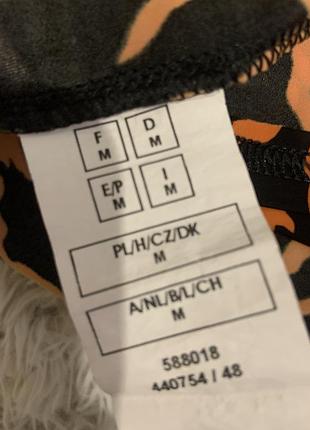 F D
M M
E/P I
M M
PL/H/CZ/DK
M
A/NL/B/L/CH
M
588018
440754 / 48